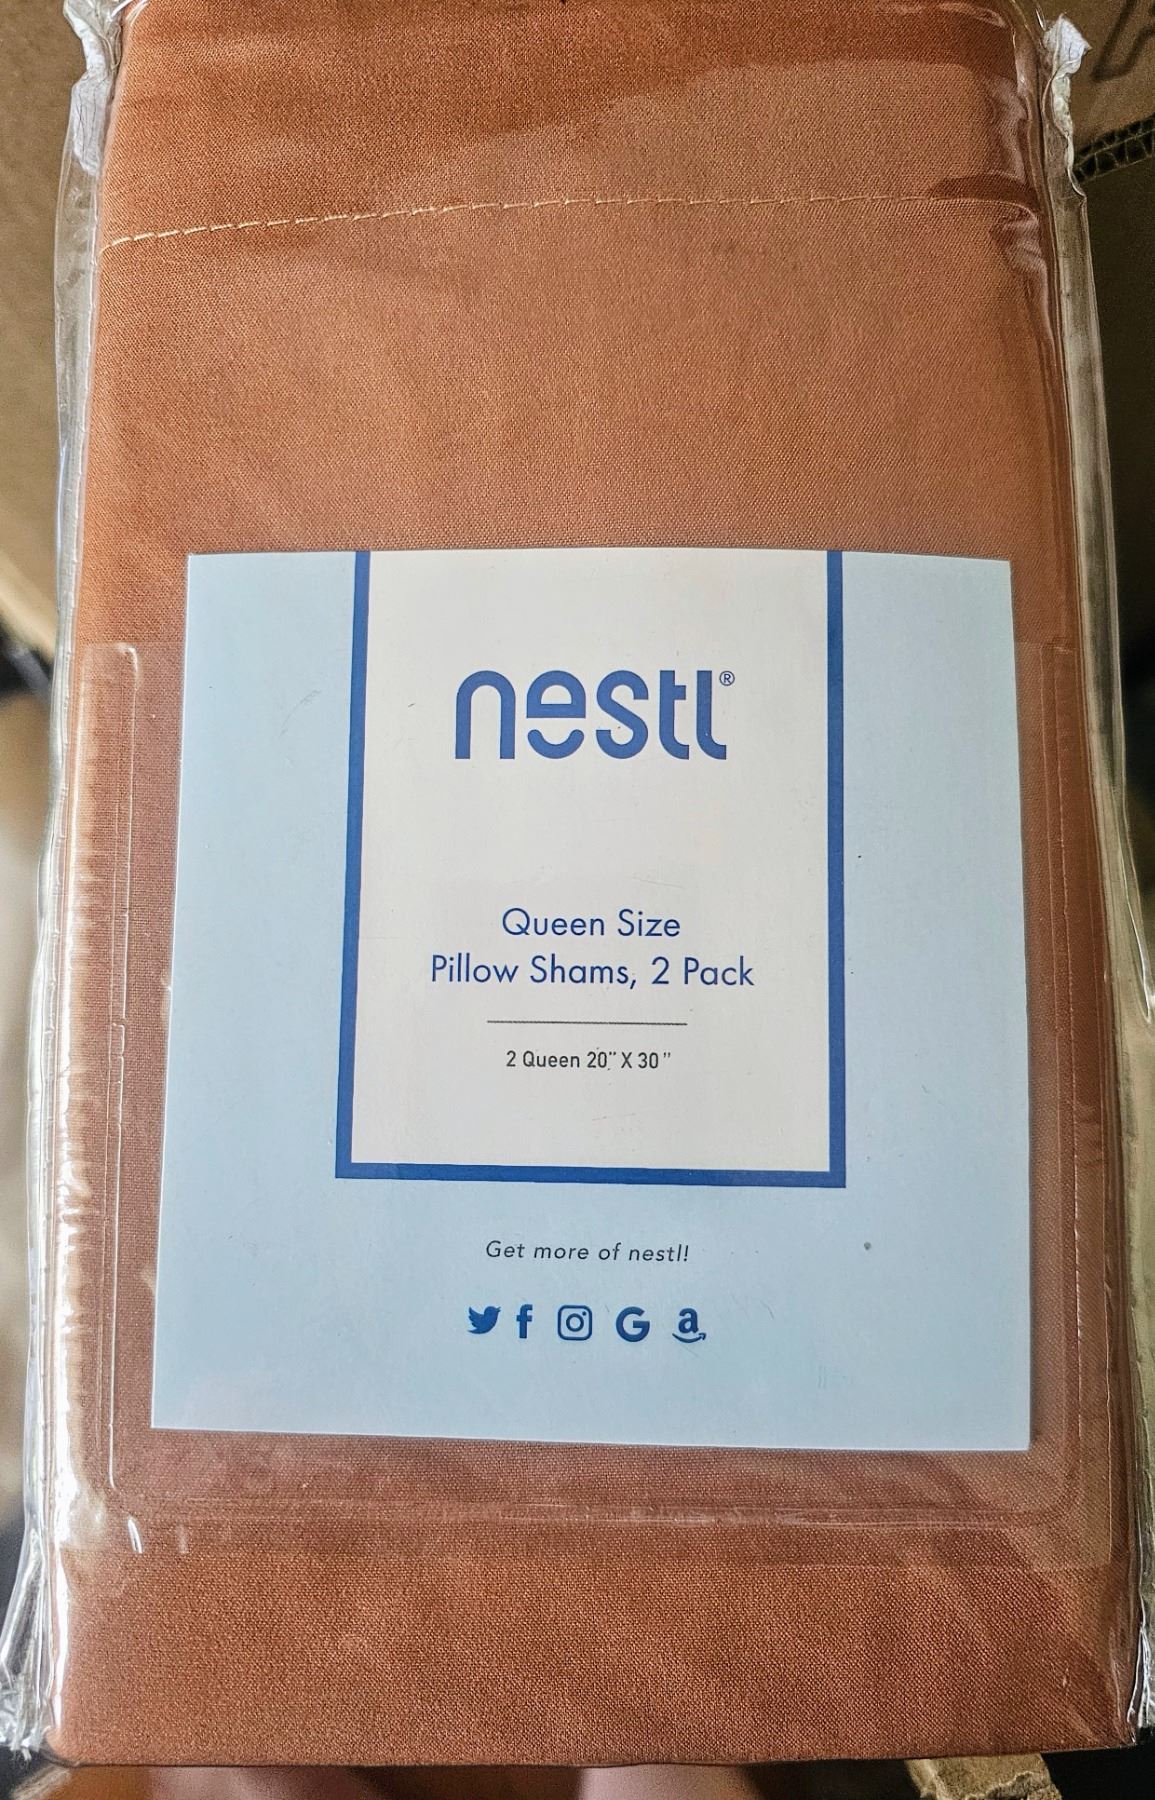 nestl®
Queen Size
Pillow Shams, 2 Pack
2 Queen 20" X 30"
Get more of nestl!